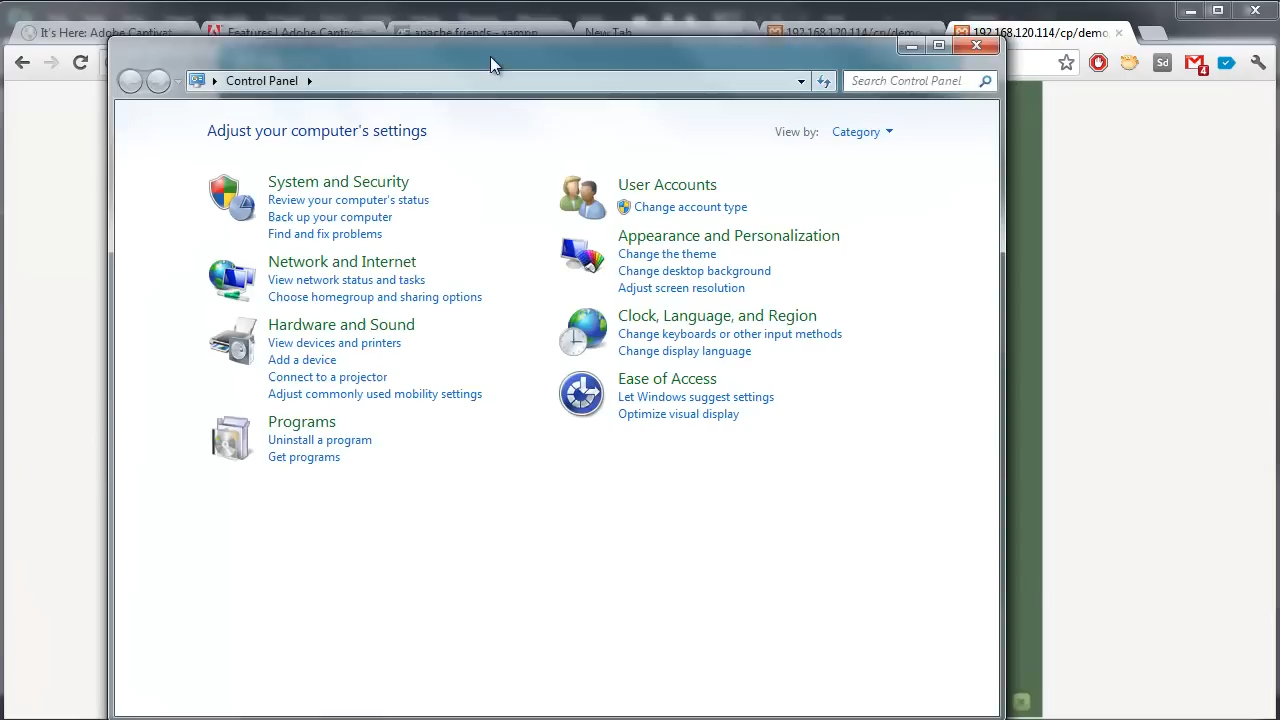 It's Here: Adobe Captivat
Features | Adobe Captivat
apache friends - xampp
New Tab
192.168.120.114/cp/demo
192.168.120.114/cp/demo
Control Panel
Search Control Panel
Sd
4
Adjust your computer's settings
View by: Category
System and Security
Review your computer's status
Back up your computer
Find and fix problems
Network and Internet
View network status and tasks
Choose homegroup and sharing options
Hardware and Sound
View devices and printers
Add a device
Connect to a projector
Adjust commonly used mobility settings
Programs
Uninstall a program
Get programs
User Accounts
Change account type
Appearance and Personalization
Change the theme
Change desktop background
Adjust screen resolution
Clock, Language, and Region
Change keyboards or other input methods
Change display language
Ease of Access
Let Windows suggest settings
Optimize visual display